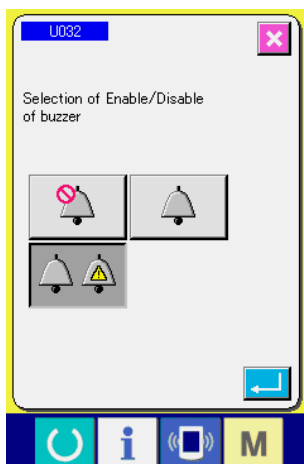 U032
Selection of Enable/Disable
of buzzer
i
M